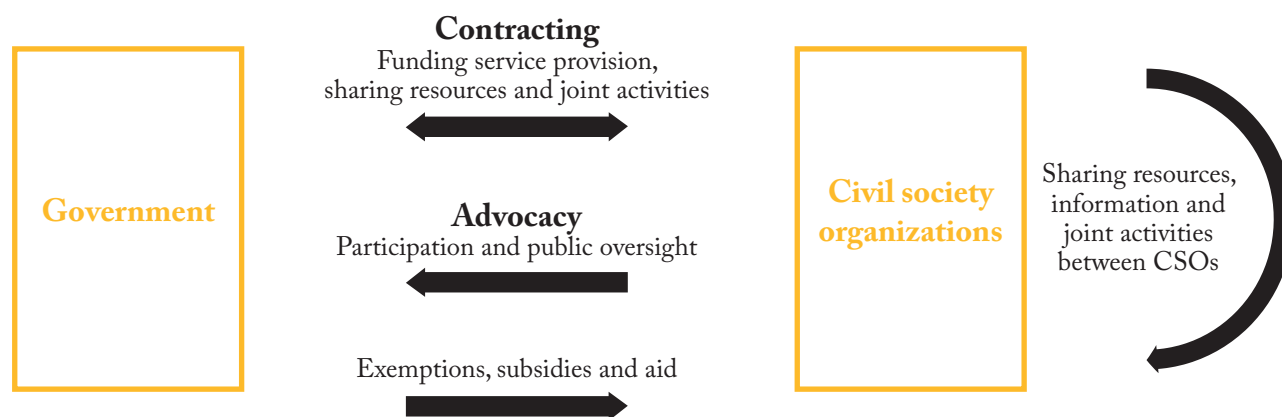 Government
Contracting
Funding service provision,
sharing resources and joint activities
Advocacy
Participation and public oversight
Exemptions, subsidies and aid
Civil society
organizations
Sharing resources,
information and
joint activities
between CSOs